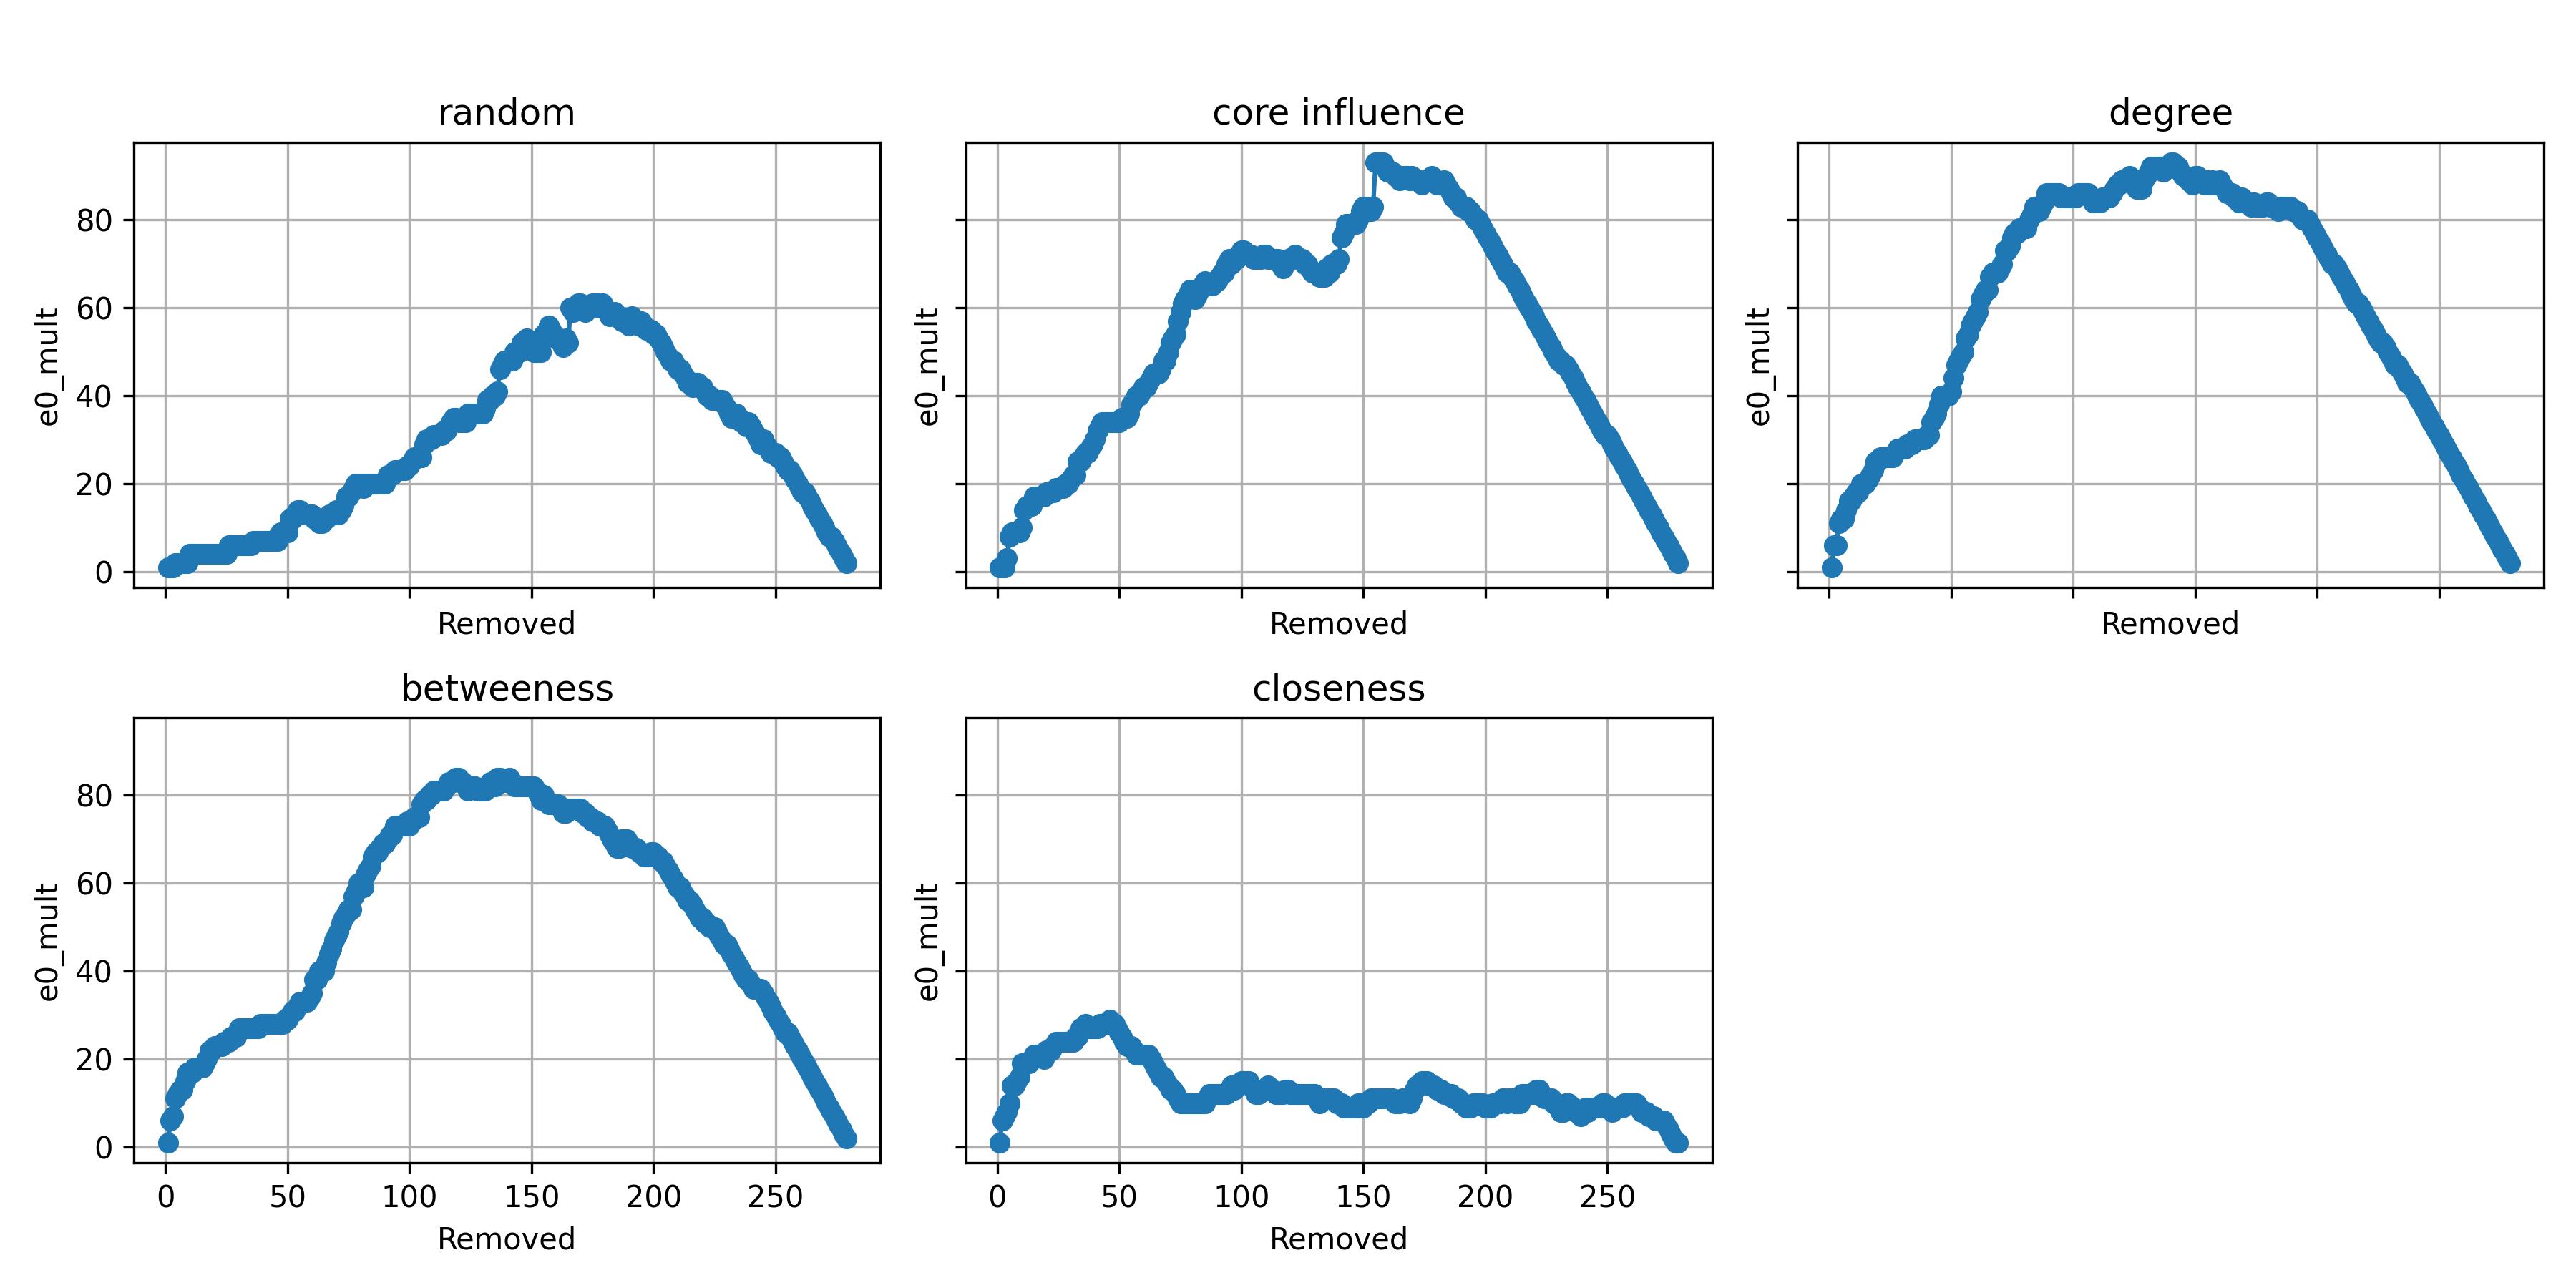 random
core influence
degree
80
60
40
20
0
e0_mult
e0_mult
e0_mult
Removed
Removed
Removed
betweeness
closeness
80
60
40
20
0
e0_mult
e0_mult
0 50 100 150 200 250
0 50 100 150 200 250
Removed
Removed